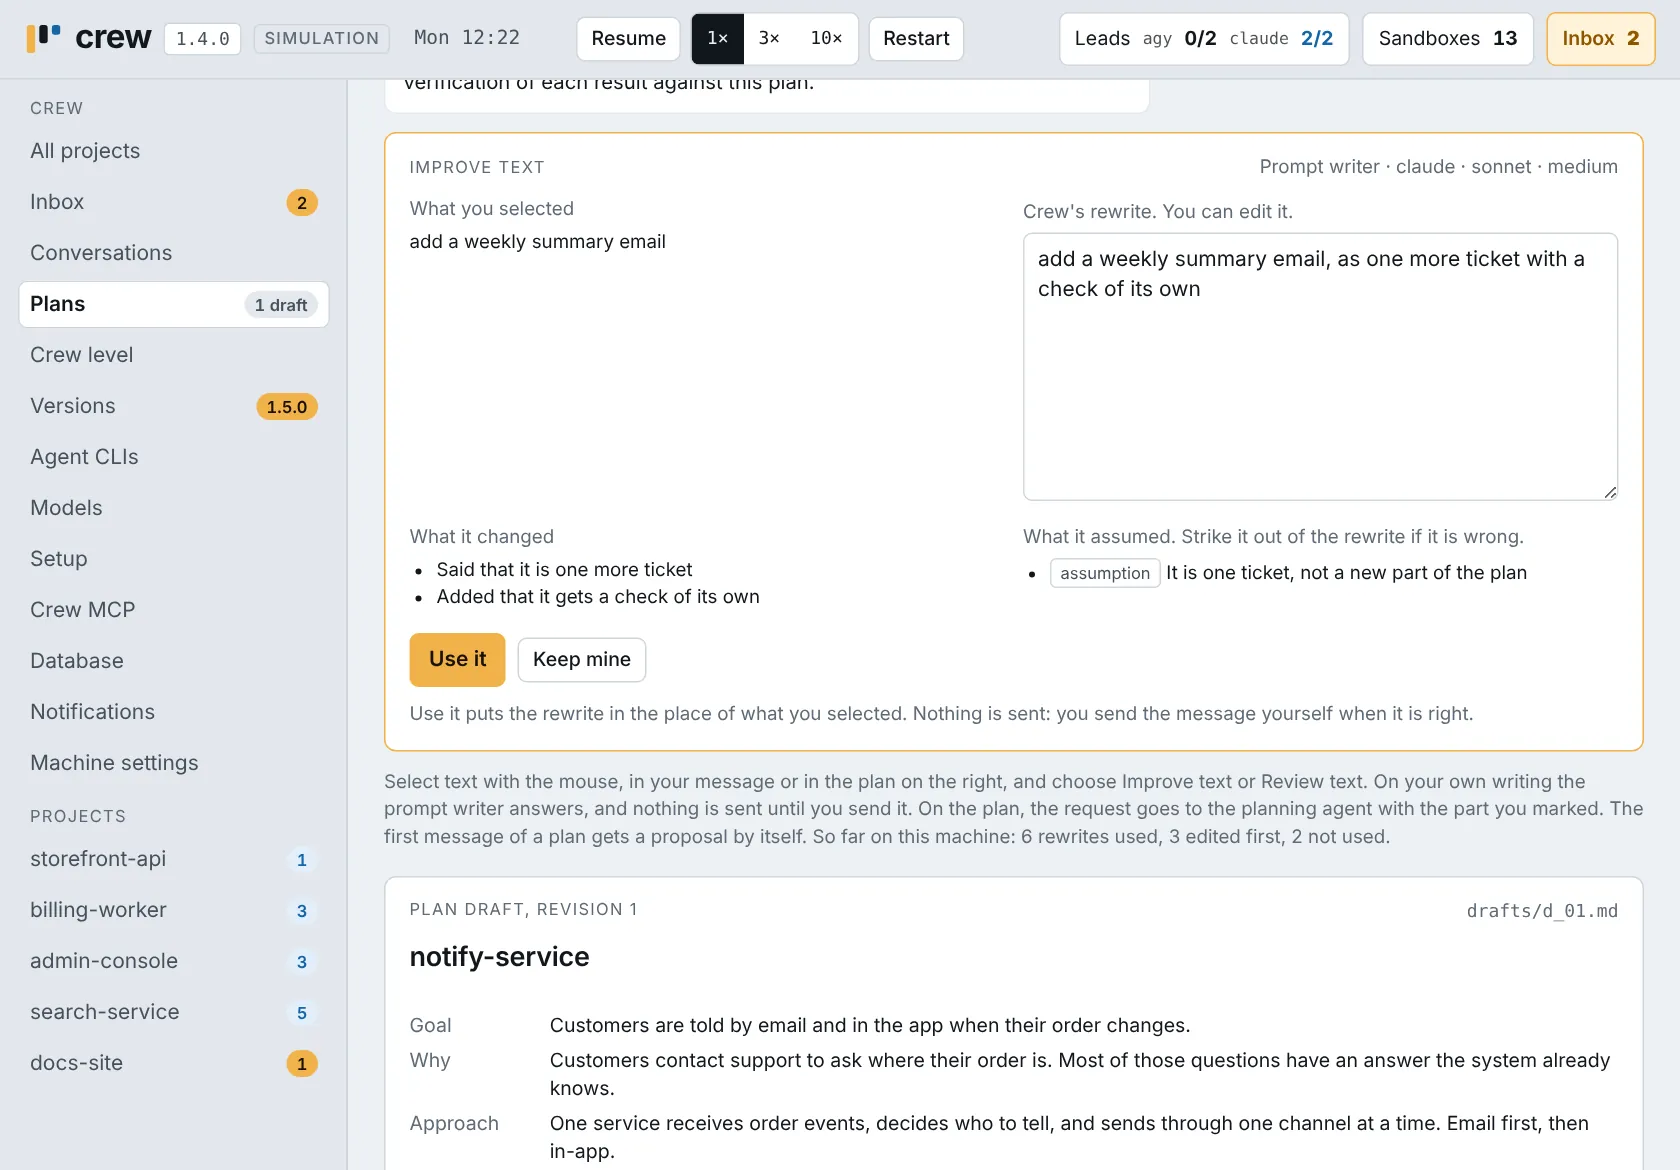 crew 1.4.0 SIMULATION Mon 12:22 Resume 1× 3× 10× Restart Leads agy 0/2 claude 2/2 Sandboxes 13 Inbox 2
CREW
All projects
Inbox 2
Conversations
Plans 1 draft
Crew level
Versions 1.5.0
Agent CLIs
Models
Setup
Crew MCP
Database
Notifications
Machine settings
PROJECTS
storefront-api 1
billing-worker 3
admin-console 3
search-service 5
docs-site 1
verification of each result against this plan.
IMPROVE TEXT
Prompt writer · claude · sonnet · medium
What you selected
add a weekly summary email
Crew's rewrite. You can edit it.
add a weekly summary email, as one more ticket with a
check of its own
What it changed
• Said that it is one more ticket
• Added that it gets a check of its own
What it assumed. Strike it out of the rewrite if it is wrong.
• assumption It is one ticket, not a new part of the plan
Use it Keep mine
Use it puts the rewrite in the place of what you selected. Nothing is sent: you send the message yourself when it is right.
Select text with the mouse, in your message or in the plan on the right, and choose Improve text or Review text. On your own writing the
prompt writer answers, and nothing is sent until you send it. On the plan, the request goes to the planning agent with the part you marked. The
first message of a plan gets a proposal by itself. So far on this machine: 6 rewrites used, 3 edited first, 2 not used.
PLAN DRAFT, REVISION 1
drafts/d_01.md
notify-service
Goal Customers are told by email and in the app when their order changes.
Why Customers contact support to ask where their order is. Most of those questions have an answer the system already
knows.
Approach One service receives order events, decides who to tell, and sends through one channel at a time. Email first, then
in-app.